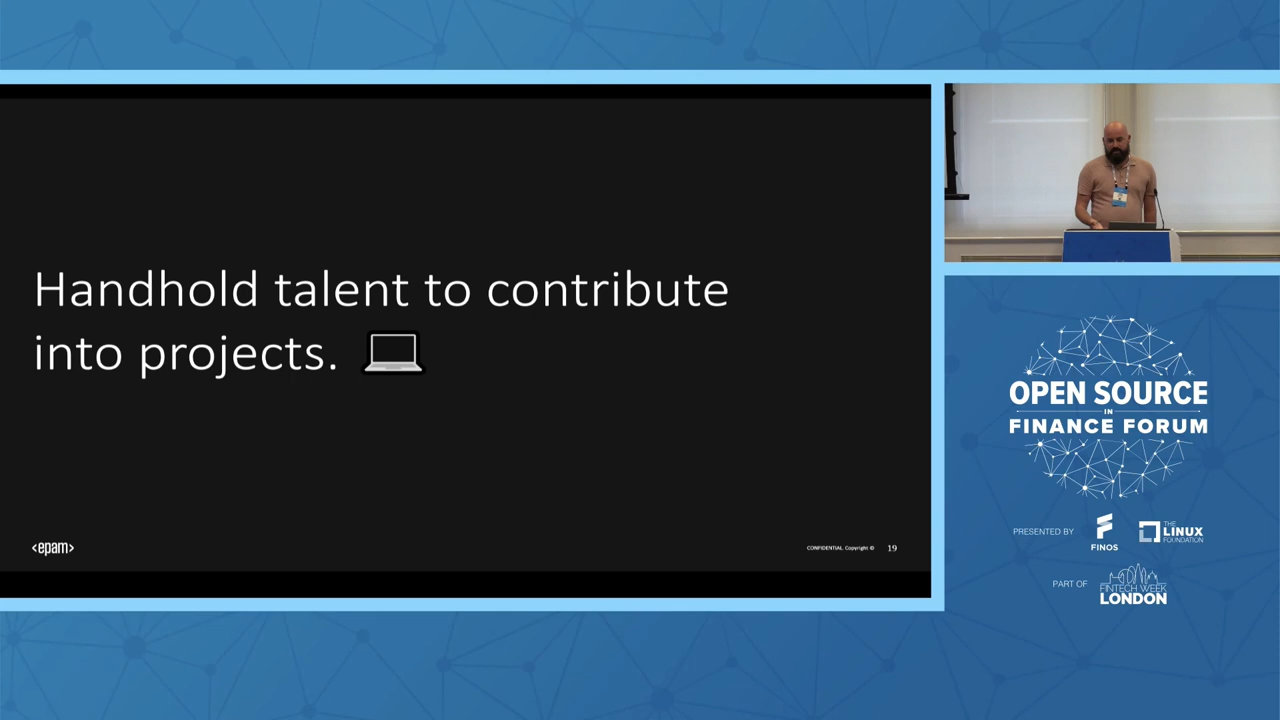 Handhold talent to contribute
into projects.
<epam>
CONFIDENTIAL Copyright © 19
OPEN SOURCE
IN
FINANCE FORUM
PRESENTED BY
FINOS
THE
LINUX
FOUNDATION
PART OF
FINTECH WEEK
LONDON